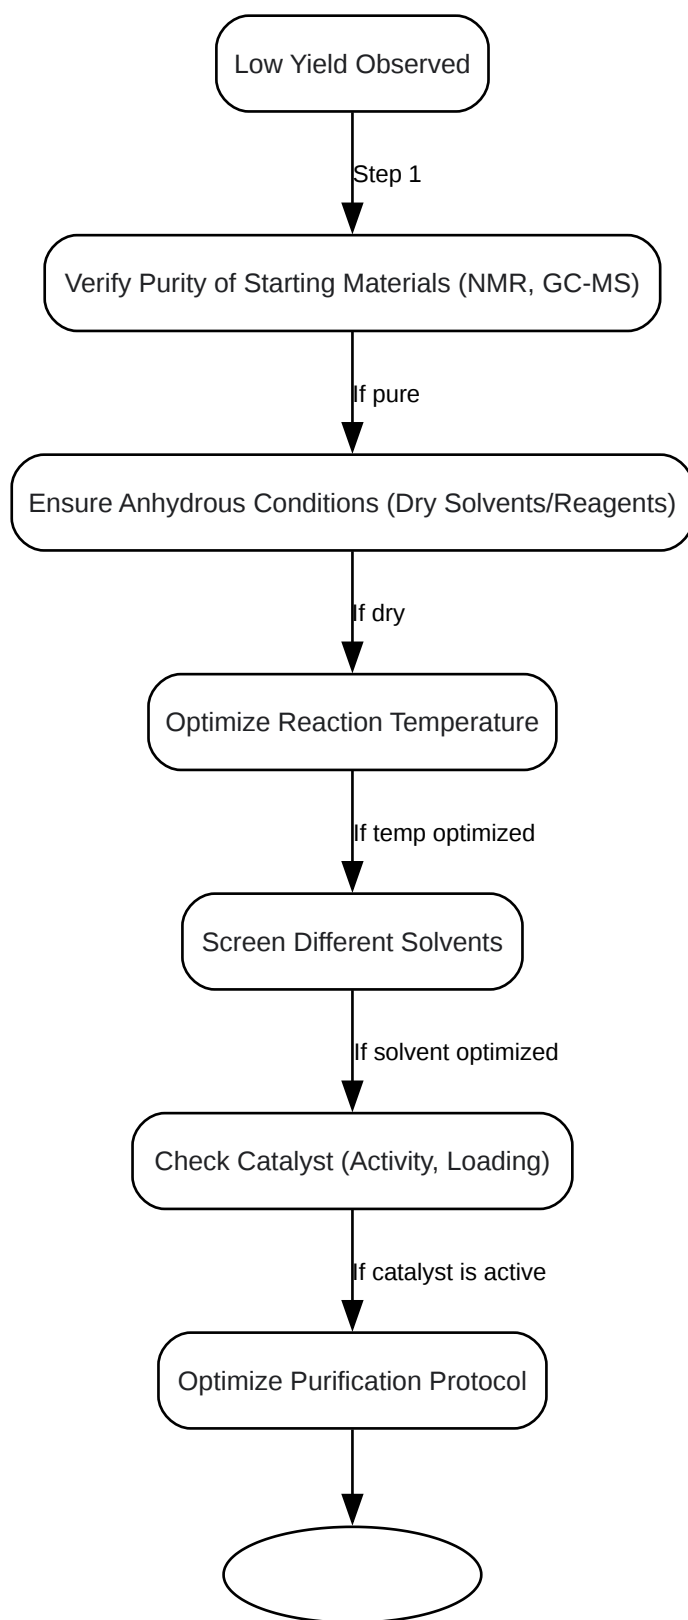 Low Yield Observed
Step 1
Verify Purity of Starting Materials (NMR, GC-MS)
If pure
Ensure Anhydrous Conditions (Dry Solvents/Reagents)
If dry
Optimize Reaction Temperature
If temp optimized
Screen Different Solvents
If solvent optimized
Check Catalyst (Activity, Loading)
If catalyst is active
Optimize Purification Protocol